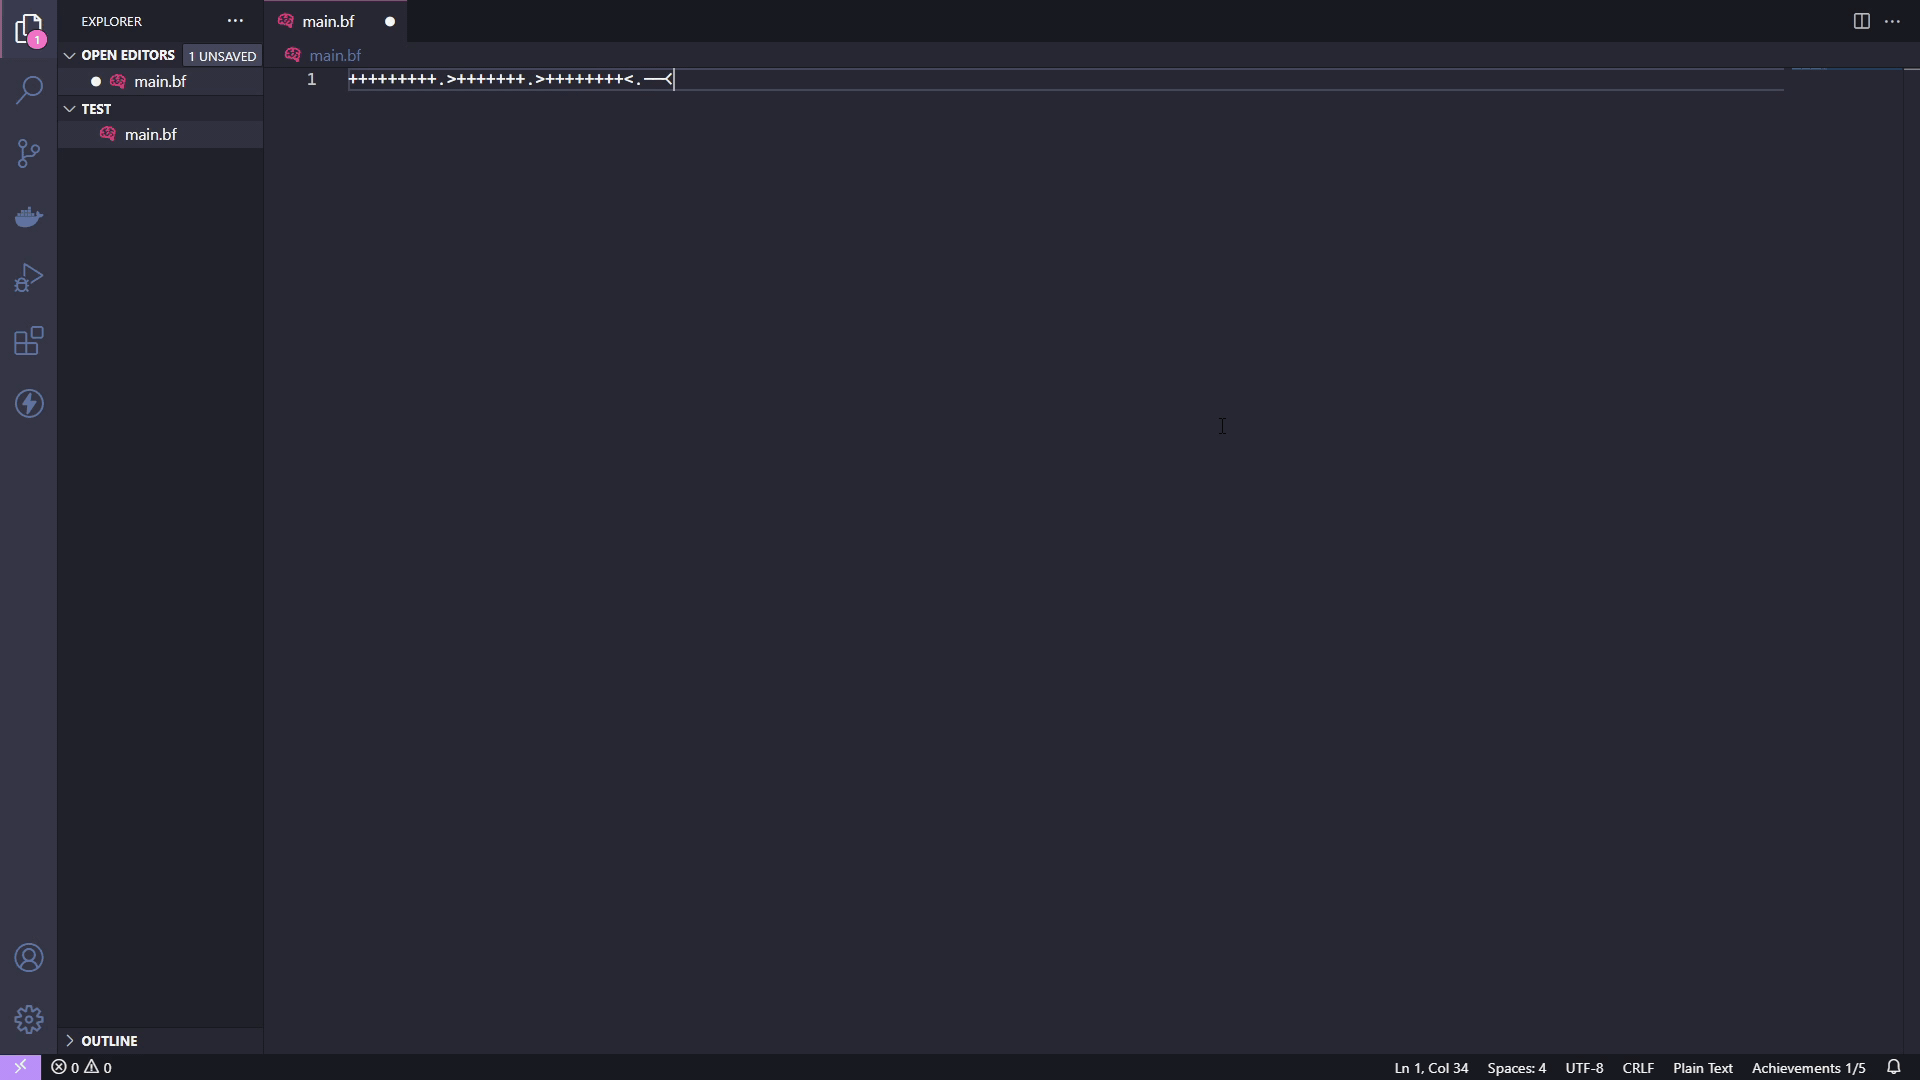 EXPLORER
OPEN EDITORS 1 UNSAVED
main.bf
TEST
main.bf
OUTLINE
main.bf
main.bf
1 +++++++++.>+++++++.>++++++++<.--<
1
0 0
Ln 1, Col 34 Spaces: 4 UTF-8 CRLF Plain Text Achievements 1/5